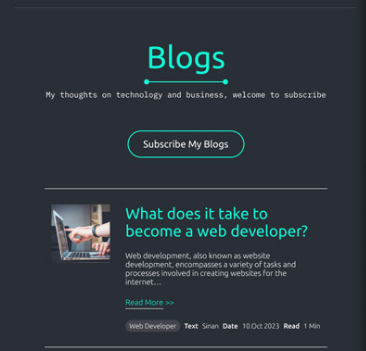 Blogs
My thoughts on technology and business, welcome to subscribe
Subscribe My Blogs
What does it take to
become a web developer?
Web development, also known as website
development, encompasses a variety of tasks and
processes involved in creating websites for the
internet...
Read More >>
Web Developer Text Sinan Date 10.Oct 2023 Read 1 Min